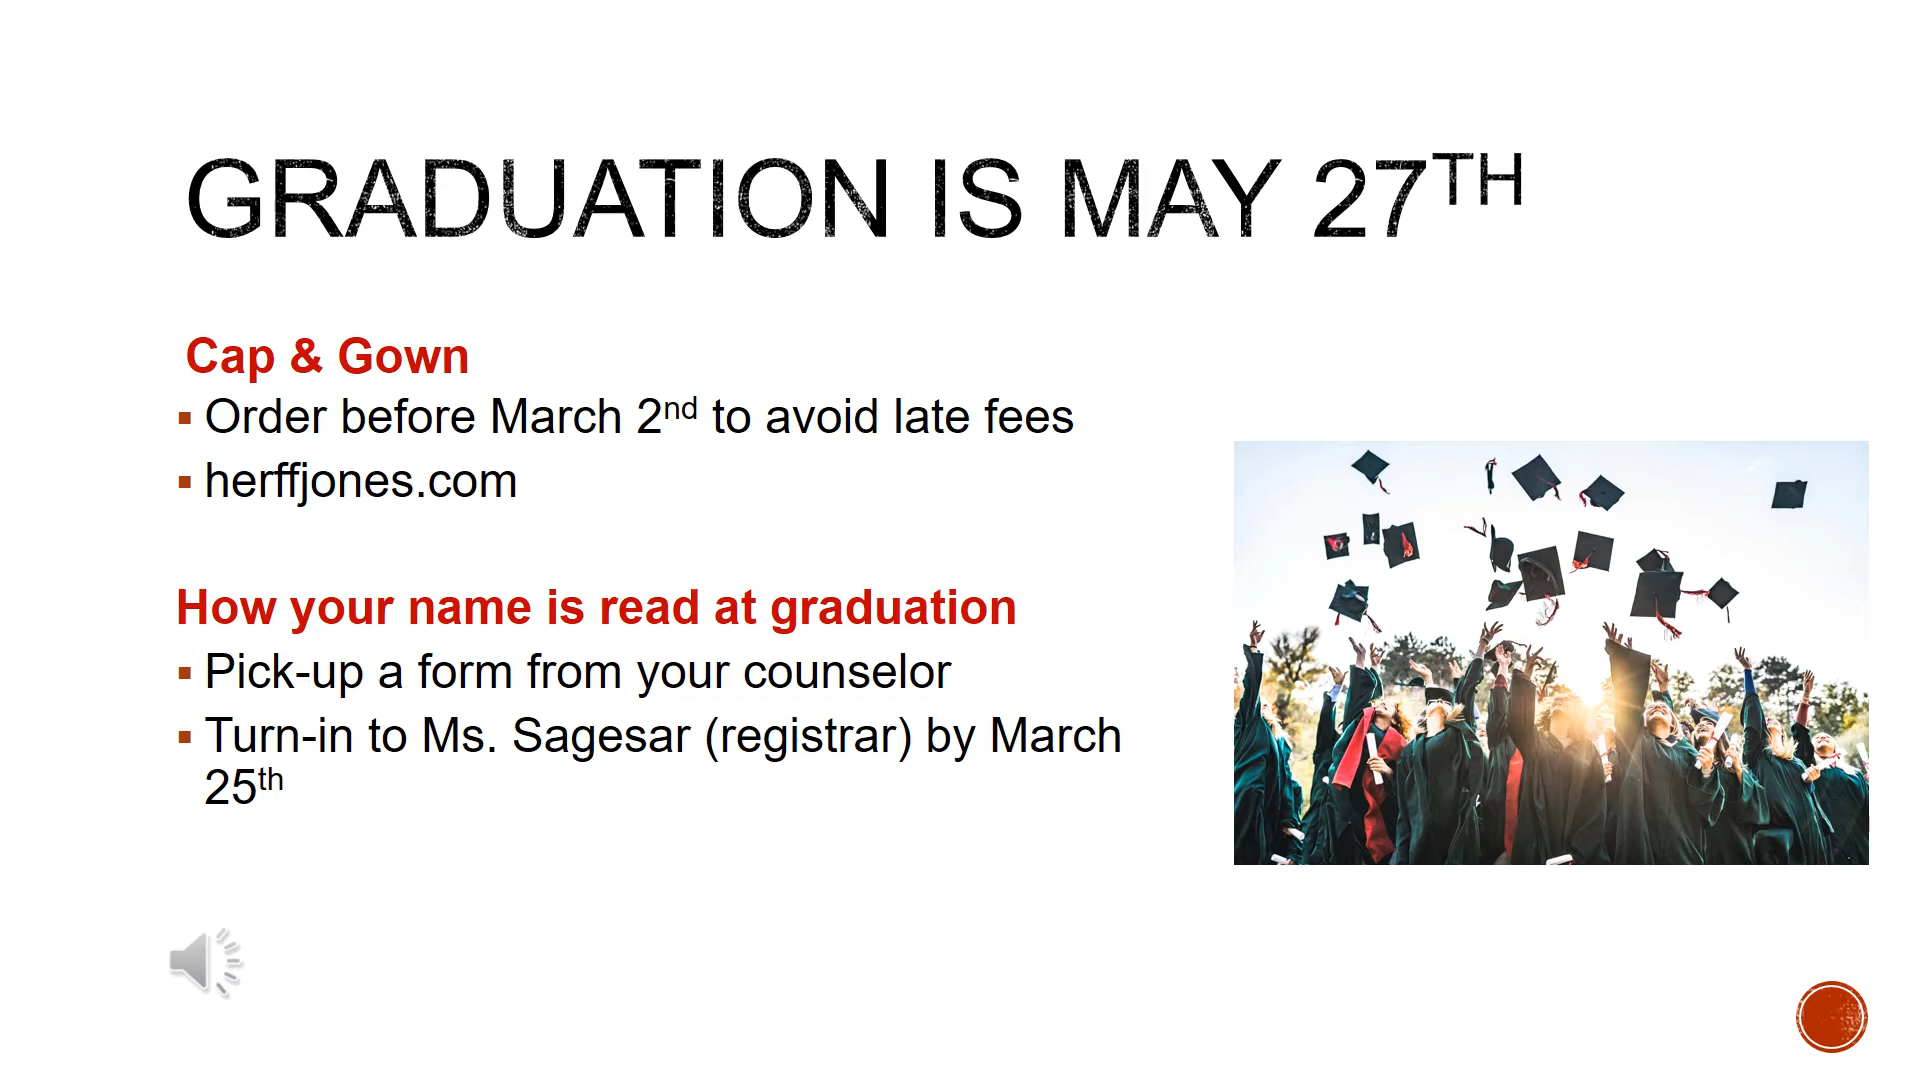 GRADUATION IS MAY 27TH
Cap & Gown
▪ Order before March 2nd to avoid late fees
▪ herffjones.com
How your name is read at graduation
▪ Pick-up a form from your counselor
▪ Turn-in to Ms. Sagesar (registrar) by March
25th